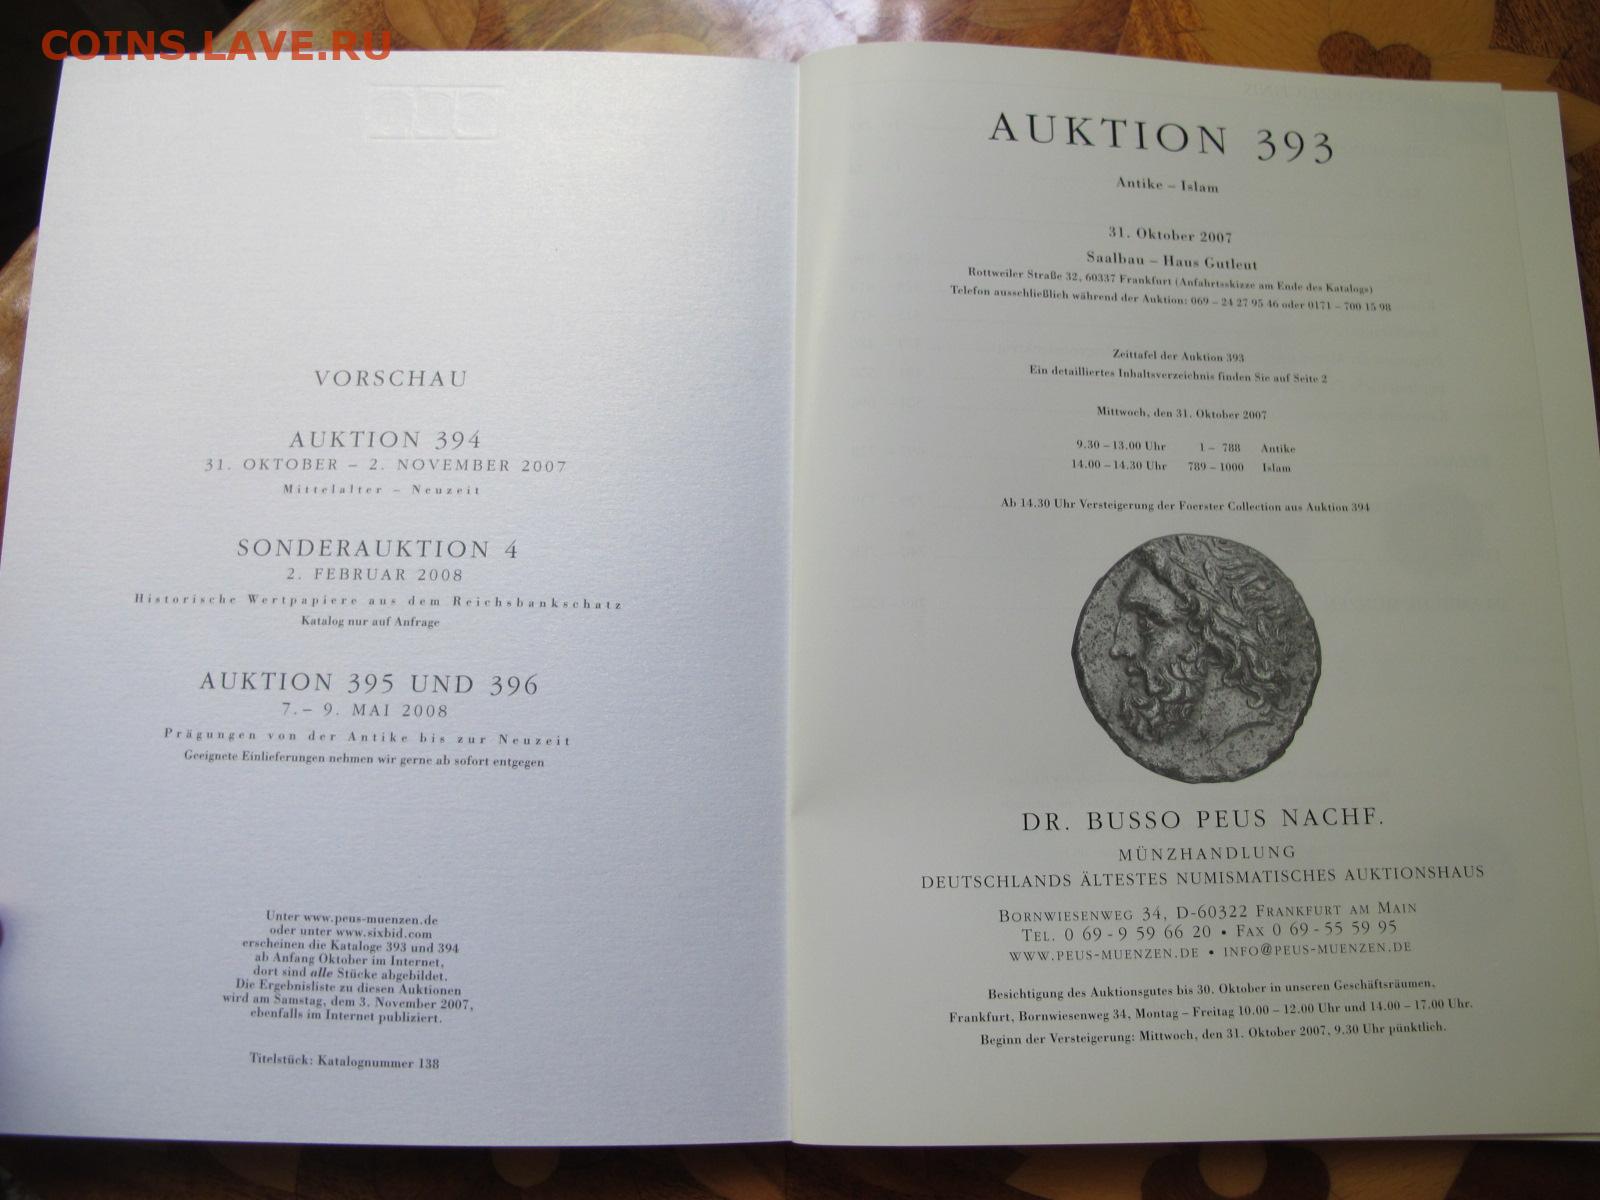 COINS.LAVE.RU
VORSCHAU
AUKTION 394
31. OKTOBER – 2. NOVEMBER 2007
Mittelalter – Neuzeit
SONDERAUKTION 4
2. FEBRUAR 2008
Historische Wertpapiere aus dem Reichsbankschatz
Katalog nur auf Anfrage
AUKTION 395 UND 396
7. – 9. MAI 2008
Prägungen von der Antike bis zur Neuzeit
Geeignete Einlieferungen nehmen wir gerne ab sofort entgegen
Unter www.peus-muenzen.de
oder unter www.sixbid.com
erscheinen die Kataloge 393 und 394
ab Anfang Oktober im Internet,
dort sind alle Stücke abgebildet.
Die Ergebnisliste zu diesen Auktionen
wird am Samstag, dem 3. November 2007,
ebenfalls im Internet publiziert.
Titelstück: Katalognummer 138
AUKTION 393
Antike – Islam
31. Oktober 2007
Saalbau – Haus Gutleut
Rottweiler Straße 32, 60337 Frankfurt (Anfahrtsskizze am Ende des Katalogs)
Telefon ausschließlich während der Auktion: 069 – 24 27 95 46 oder 0171 – 700 15 98
Zeittafel der Auktion 393
Ein detailliertes Inhaltsverzeichnis finden Sie auf Seite 2
Mittwoch, den 31. Oktober 2007
9.30 – 13.00 Uhr 1 – 788 Antike
14.00 – 14.30 Uhr 789 – 1000 Islam
Ab 14.30 Uhr Versteigerung der Foerster Collection aus Auktion 394
DR. BUSSO PEUS NACHF.
MÜNZHANDLUNG
DEUTSCHLANDS ÄLTESTES NUMISMATISCHES AUKTIONSHAUS
BORNWIESENWEG 34, D-60322 FRANKFURT AM MAIN
TEL. 0 69 - 9 59 66 20 • FAX 0 69 - 55 59 95
WWW.PEUS-MUENZEN.DE • INFO@PEUS-MUENZEN.DE
Besichtigung des Auktionsgutes bis 30. Oktober in unseren Geschäftsräumen,
Frankfurt, Bornwiesenweg 34, Montag – Freitag 10.00 – 12.00 Uhr und 14.00 – 17.00 Uhr.
Beginn der Versteigerung: Mittwoch, den 31. Oktober 2007, 9.30 Uhr pünktlich.